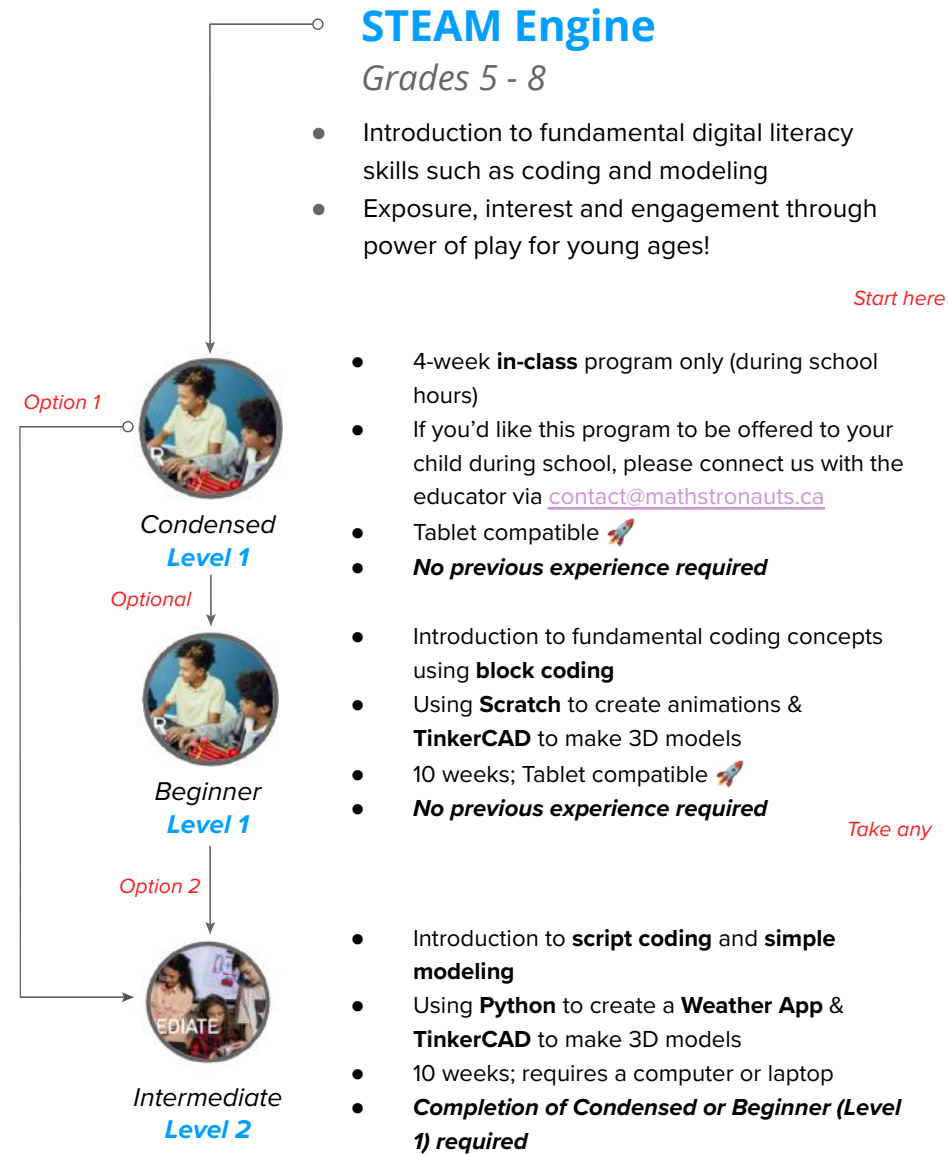 STEAM Engine
Grades 5 - 8
● Introduction to fundamental digital literacy
skills such as coding and modeling
● Exposure, interest and engagement through
power of play for young ages!
Start here
● 4-week in-class program only (during school
hours)
● If you’d like this program to be offered to your
child during school, please connect us with the
educator via contact@mathstronauts.ca
● Tablet compatible 🚀
● No previous experience required
Option 1
R
Condensed
Level 1
Optional
● Introduction to fundamental coding concepts
using block coding
● Using Scratch to create animations &
TinkerCAD to make 3D models
● 10 weeks; Tablet compatible 🚀
● No previous experience required
R
Beginner
Level 1
Take any
Option 2
● Introduction to script coding and simple
modeling
● Using Python to create a Weather App &
TinkerCAD to make 3D models
● 10 weeks; requires a computer or laptop
● Completion of Condensed or Beginner (Level
1) required
EDIATE
Intermediate
Level 2